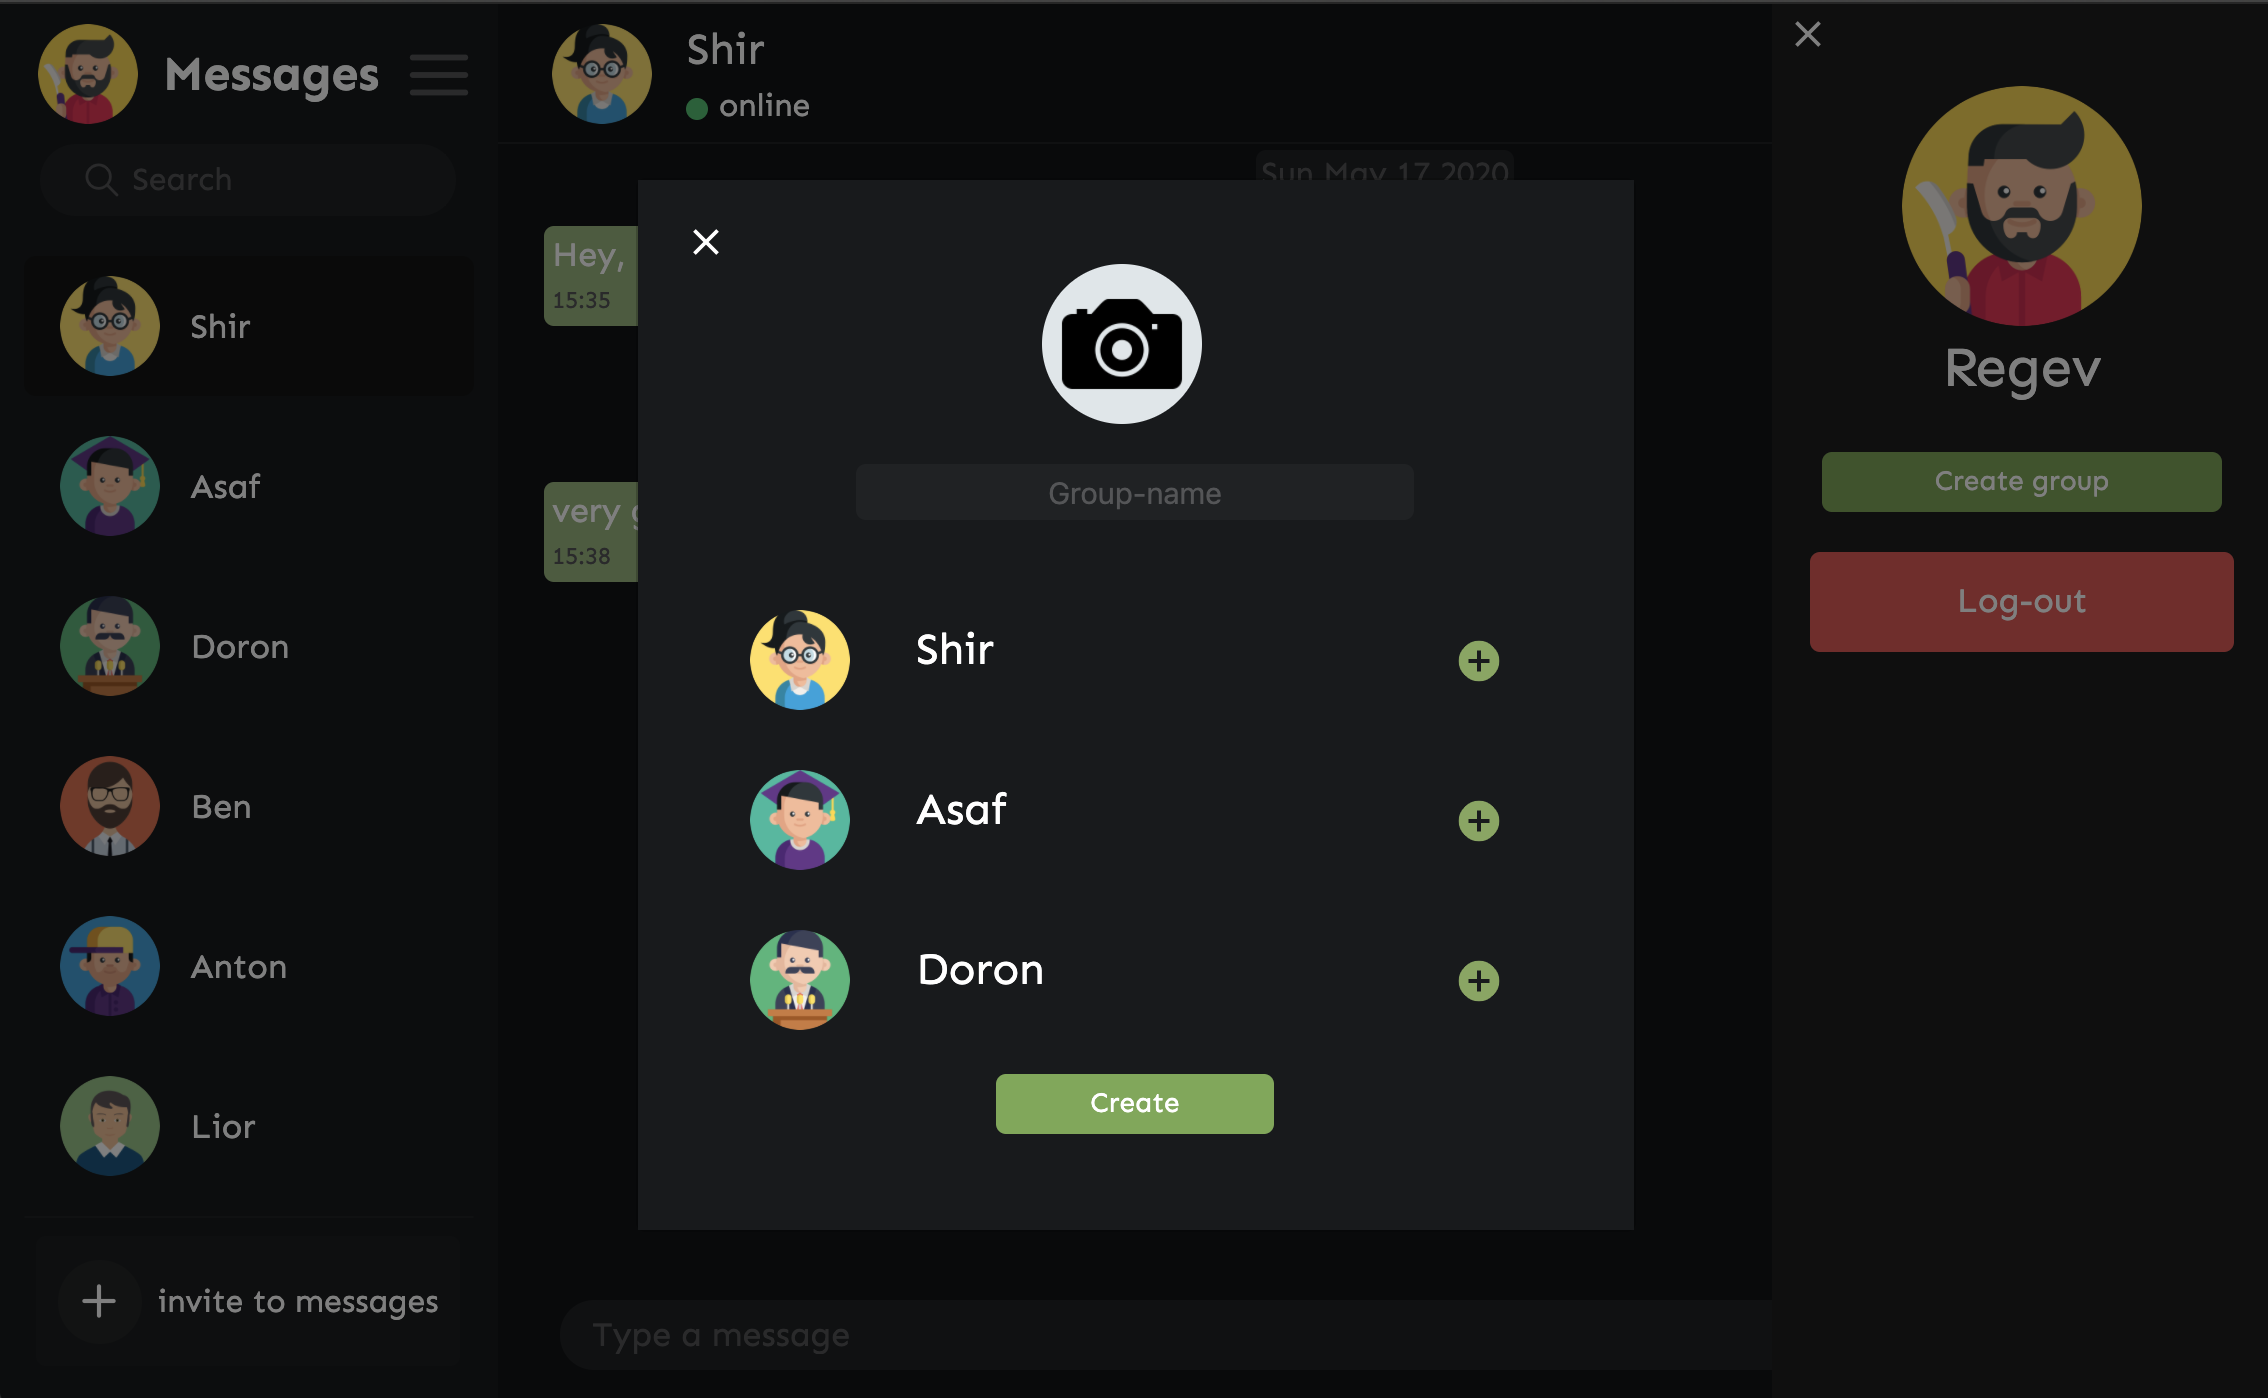 Messages
Search
Shir
Asaf
Doron
Ben
Anton
Lior
invite to messages
Shir
online
Sun May 17 2020
Hey,
15:35
very
15:38
Type a message
Group-name
Shir
Asaf
Doron
Create
Regev
Create group
Log-out